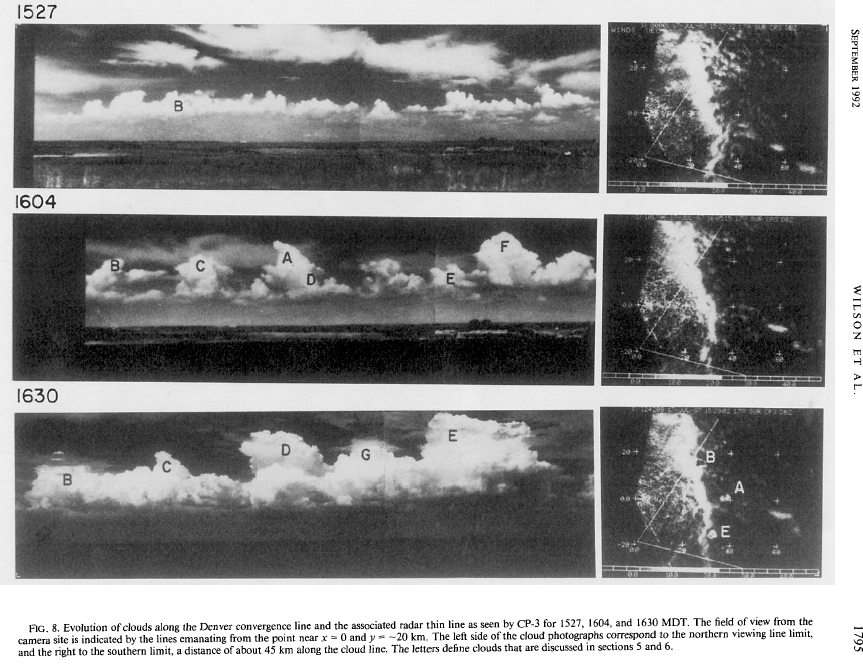 1527
B
1604
B
C
A
D
E
F
1630
B
C
D
G
E
B
A
E
SEPTEMBER 1992
WILSON ET AL.
1795
FIG. 8. Evolution of clouds along the Denver convergence line and the associated radar thin line as seen by CP-3 for 1527, 1604, and 1630 MDT. The field of view from the
camera site is indicated by the lines emanating from the point near x = 0 and y = −20 km. The left side of the cloud photographs correspond to the northern viewing line limit,
and the right to the southern limit, a distance of about 45 km along the cloud line. The letters define clouds that are discussed in sections 5 and 6.